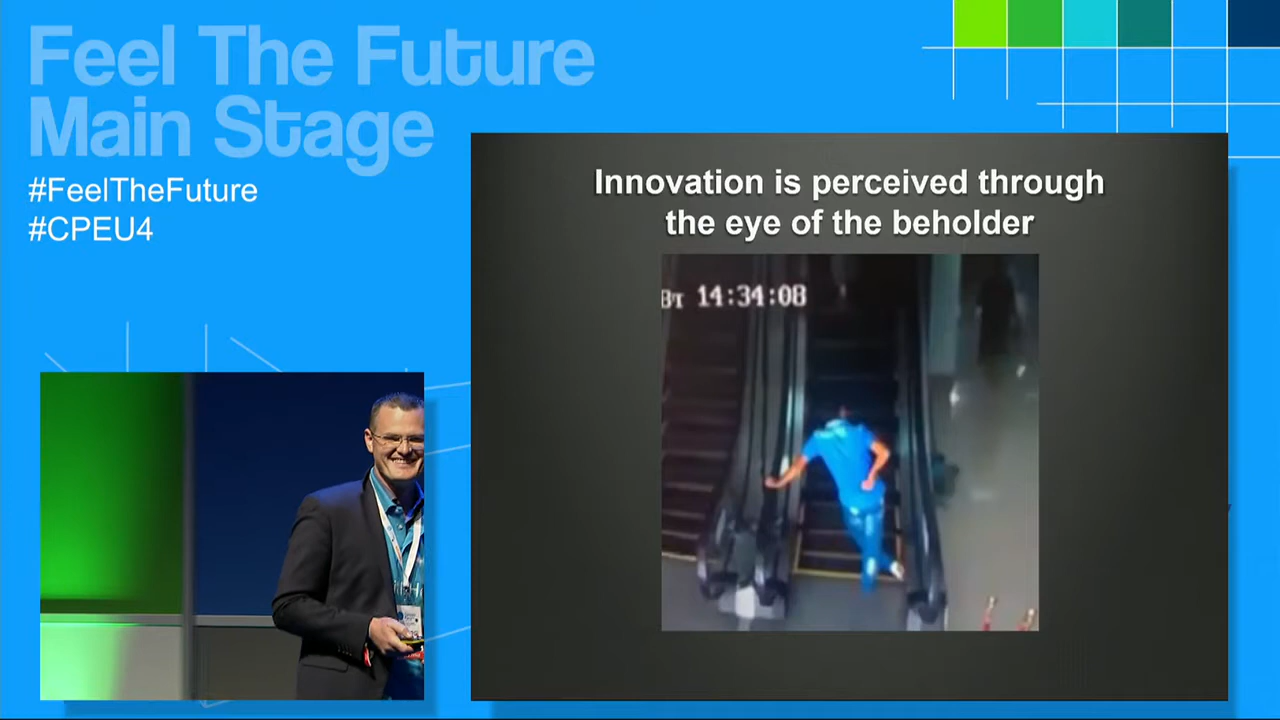 Feel The Future
Main Stage
#FeelTheFuture
#CPEU4
Innovation is perceived through
the eye of the beholder
Вт 14:34:08